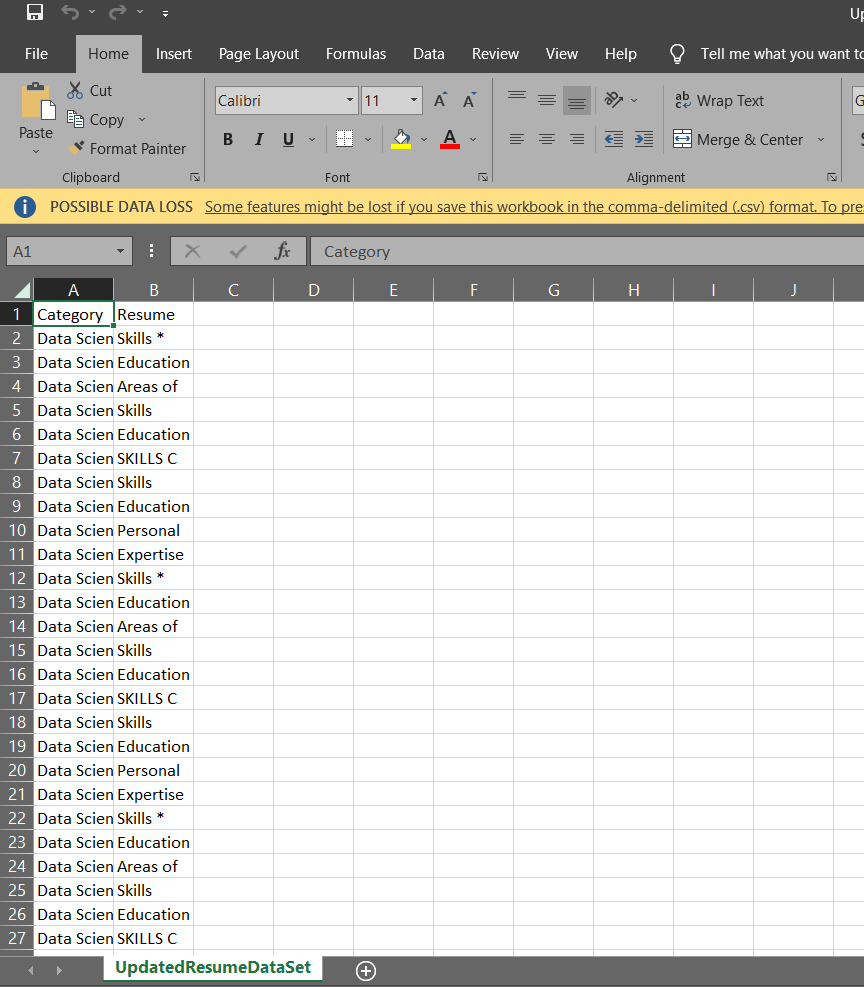 Up
File Home Insert Page Layout Formulas Data Review View Help Tell me what you want to
Paste
Cut
Copy
Format Painter
Clipboard
Calibri 11
B I U A
Font
ab Wrap Text
Merge & Center
Alignment
G
$
POSSIBLE DATA LOSS Some features might be lost if you save this workbook in the comma-delimited (.csv) format. To pre
A1 fx Category
A B C D E F G H I J
1 Category Resume
2 Data Scien Skills *
3 Data Scien Education
4 Data Scien Areas of
5 Data Scien Skills
6 Data Scien Education
7 Data Scien SKILLS C
8 Data Scien Skills
9 Data Scien Education
10 Data Scien Personal
11 Data Scien Expertise
12 Data Scien Skills *
13 Data Scien Education
14 Data Scien Areas of
15 Data Scien Skills
16 Data Scien Education
17 Data Scien SKILLS C
18 Data Scien Skills
19 Data Scien Education
20 Data Scien Personal
21 Data Scien Expertise
22 Data Scien Skills *
23 Data Scien Education
24 Data Scien Areas of
25 Data Scien Skills
26 Data Scien Education
27 Data Scien SKILLS C
UpdatedResumeDataSet